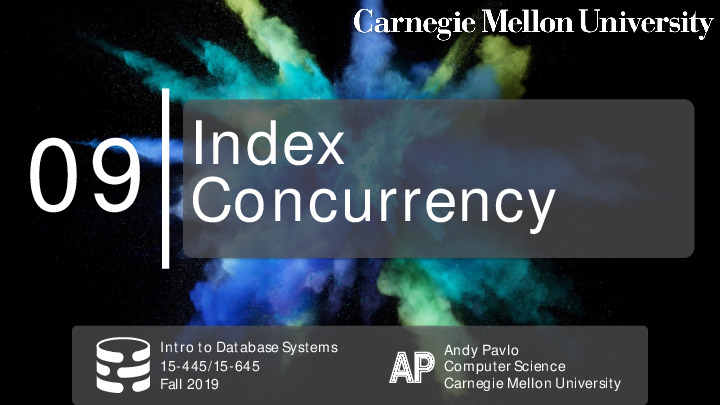 Carnegie Mellon University
09
Index
Concurrency
Intro to Database Systems
15-445/15-645
Fall 2019
AP
Andy Pavlo
Computer Science
Carnegie Mellon University